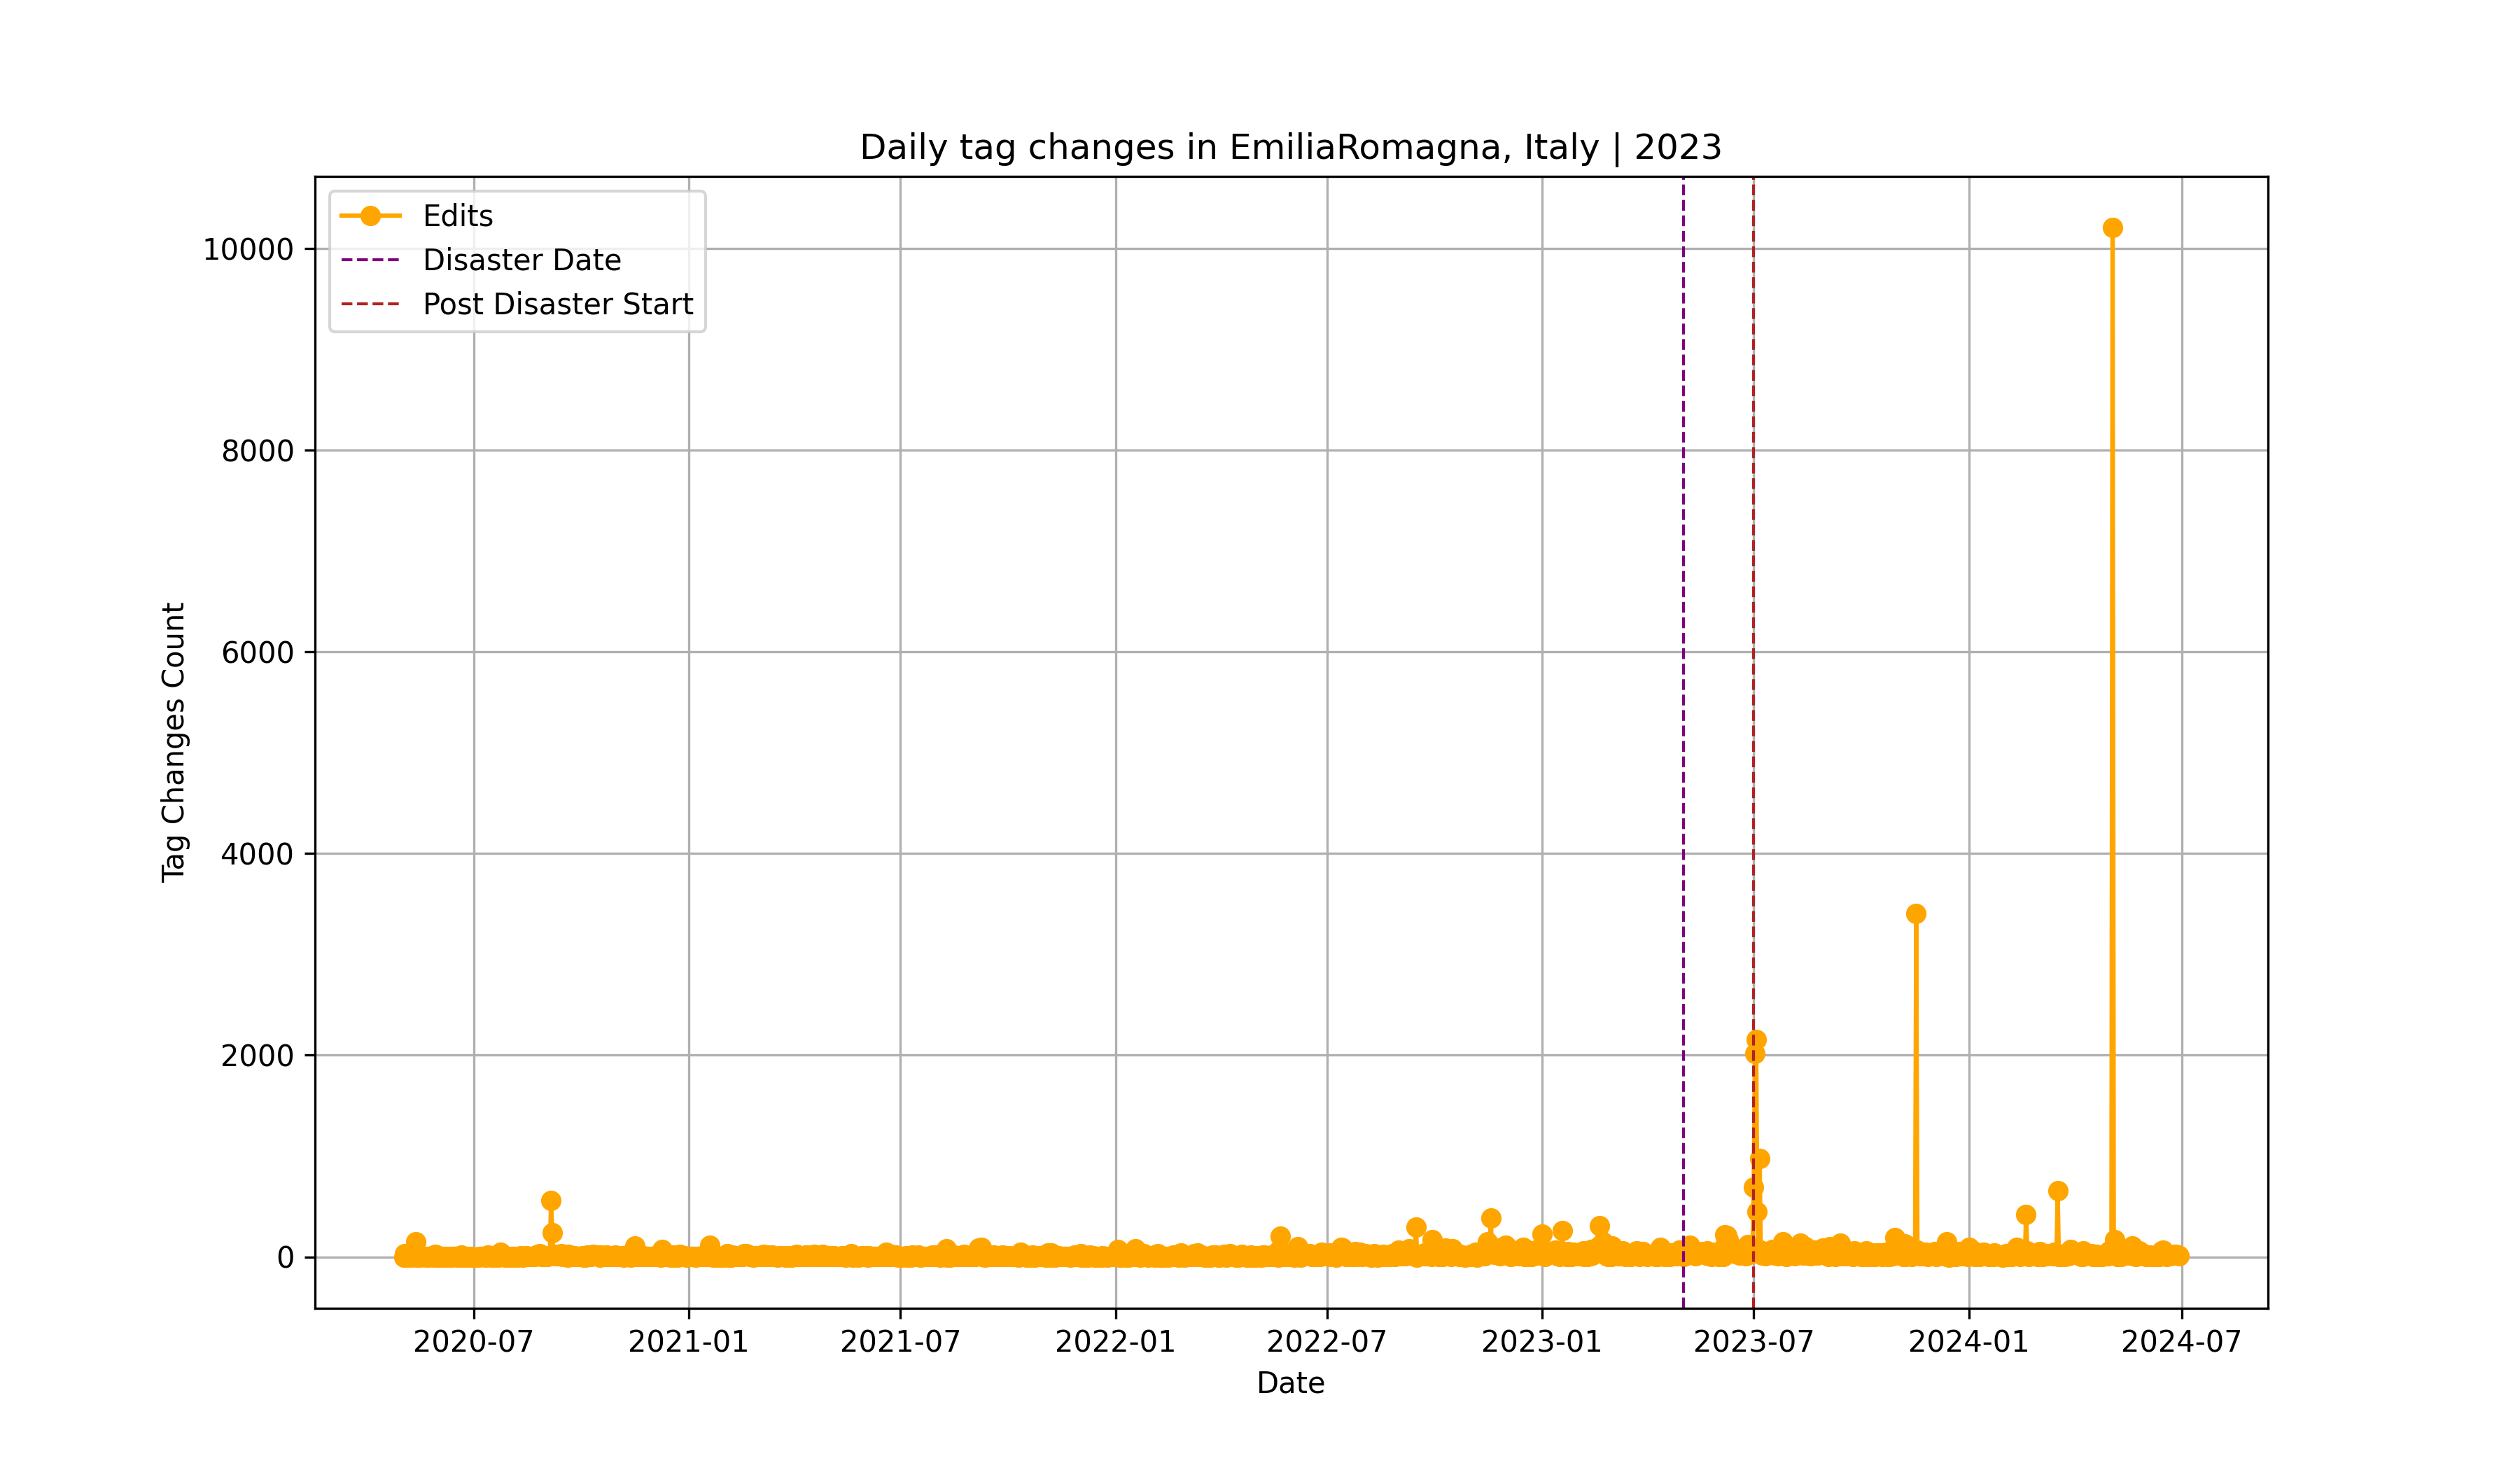 Daily tag changes in EmiliaRomagna, Italy | 2023
Edits
Disaster Date
Post Disaster Start
Tag Changes Count
10000
8000
6000
4000
2000
0
2020-07
2021-01
2021-07
2022-01
2022-07
2023-01
2023-07
2024-01
2024-07
Date